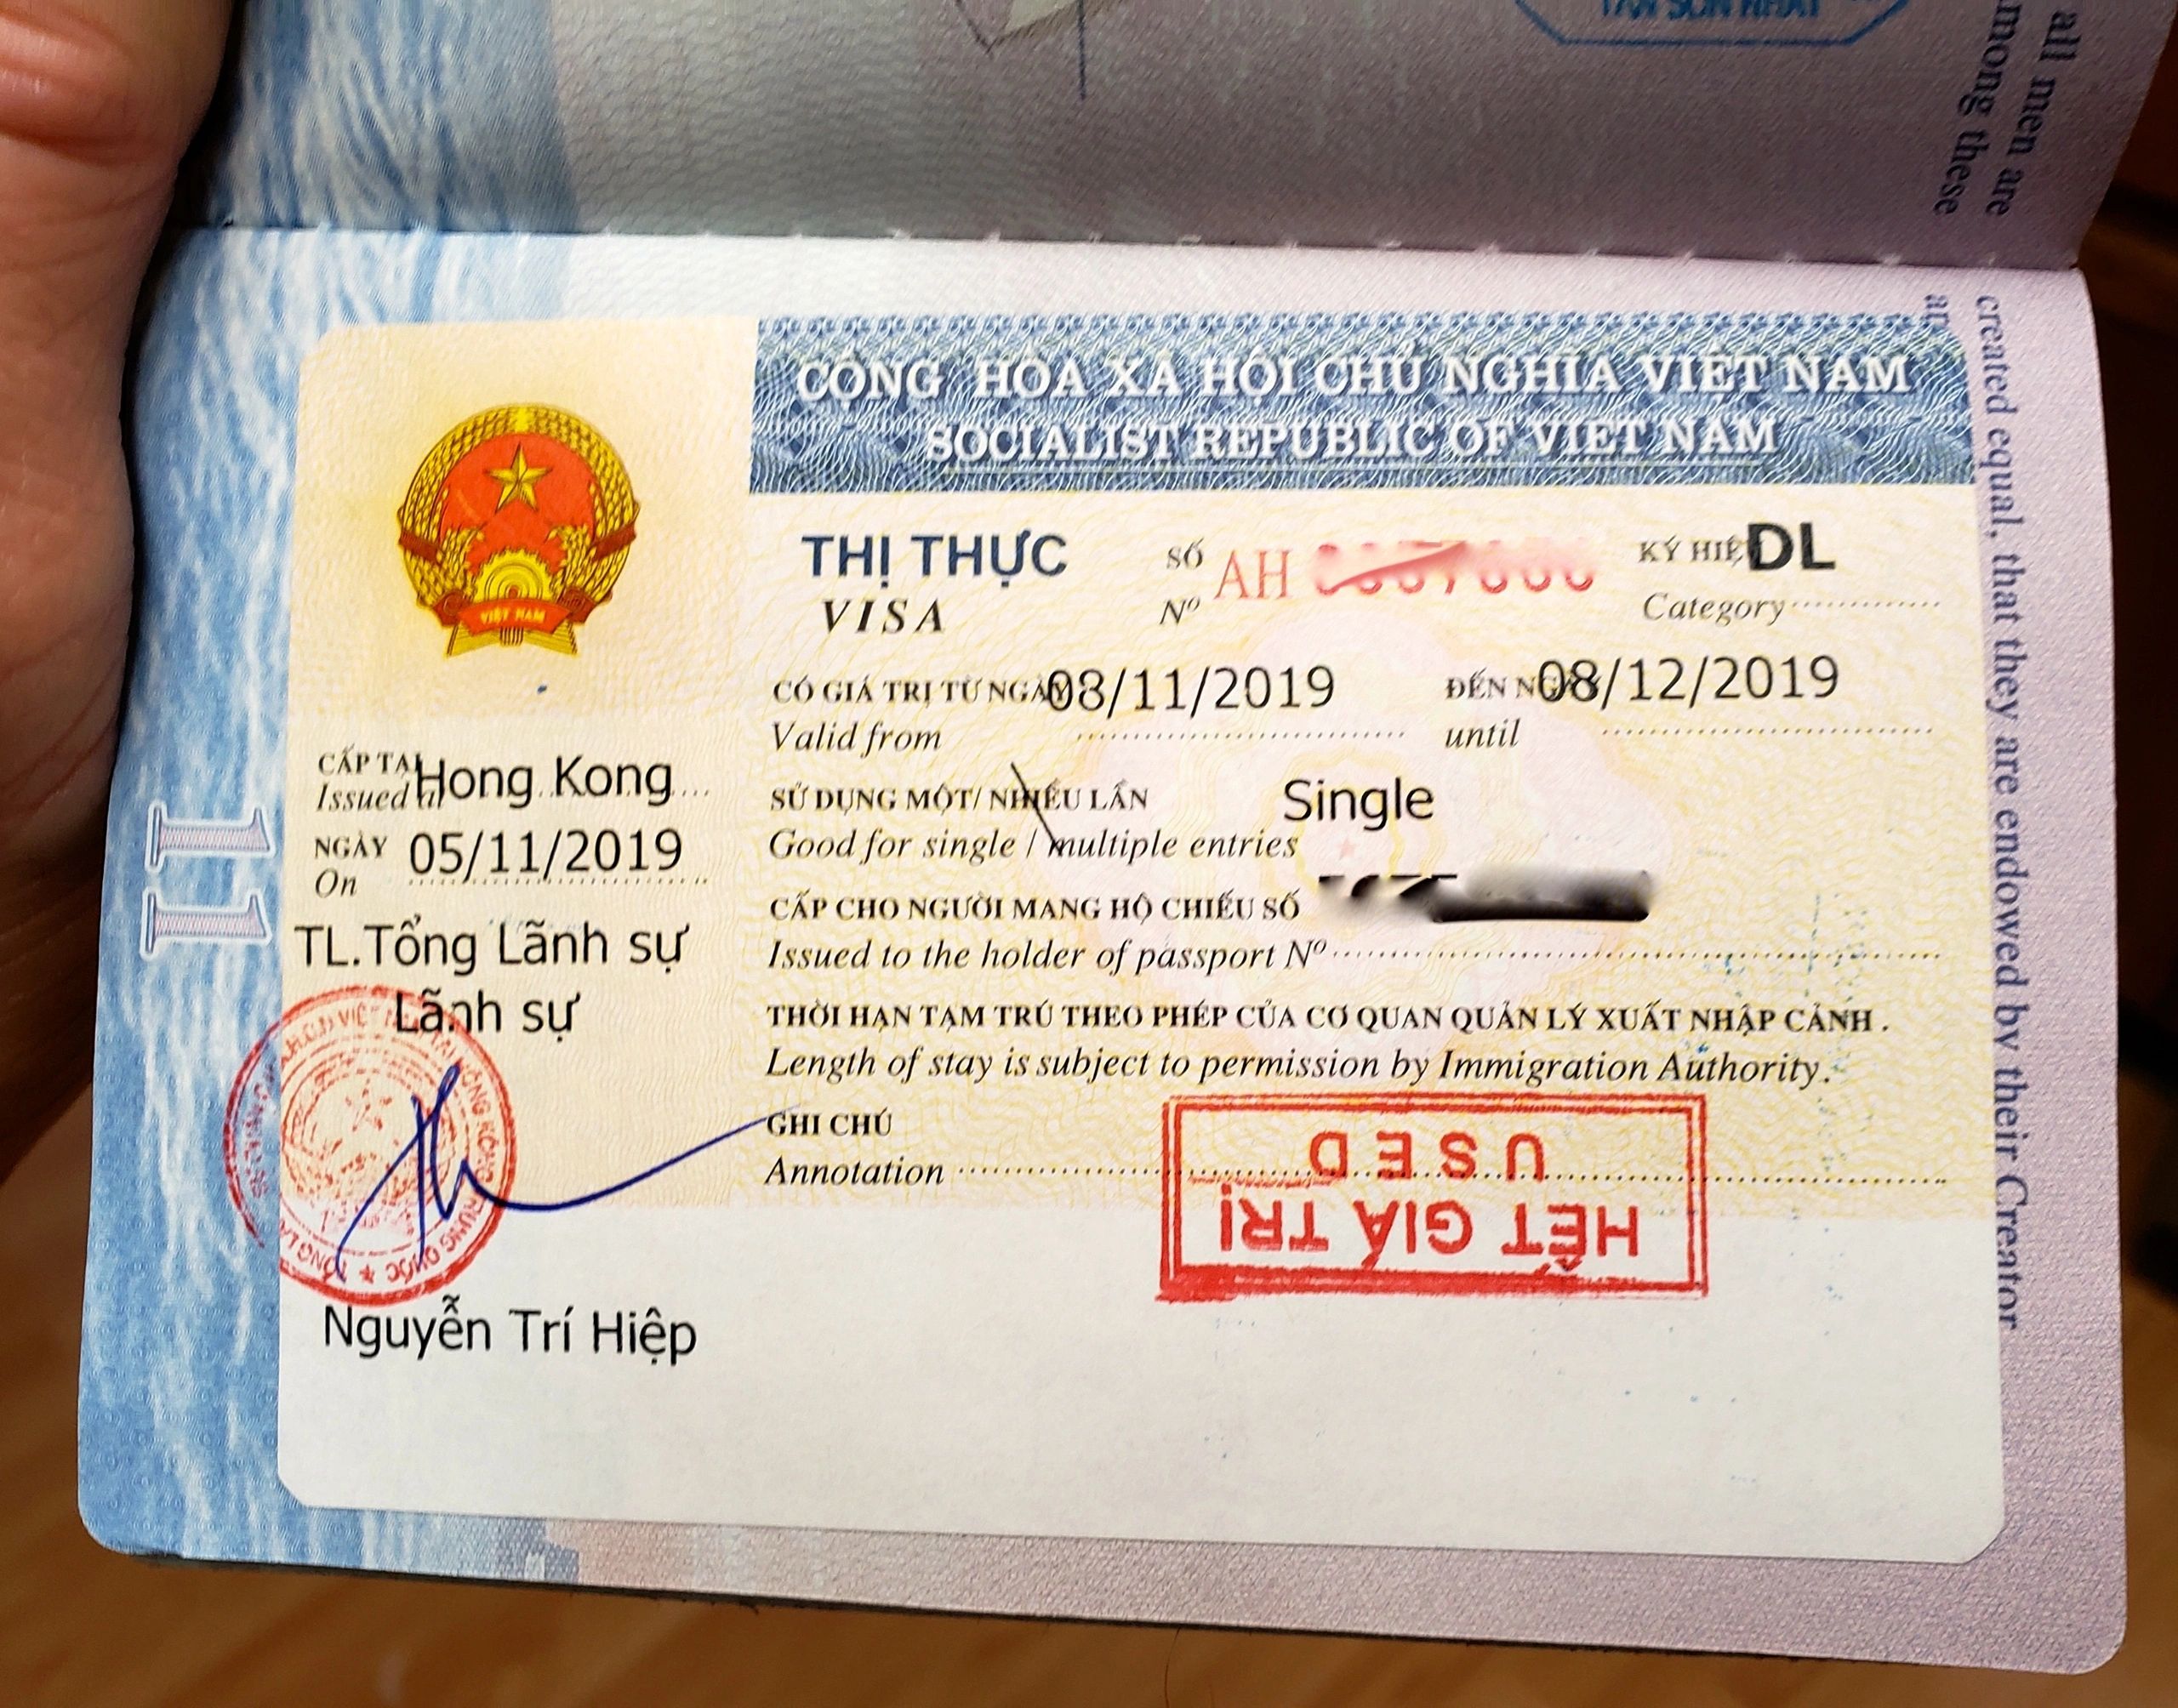 TÂN SƠN NHẤT
all men are
among these
CỘNG HÒA XÃ HỘI CHỦ NGHĨA VIỆT NAM
SOCIALIST REPUBLIC OF VIET NAM
VIỆT NAM
THỊ THỰC
VISA
SỐ AH
Nº
KÝ HIỆU DL
Category
CÓ GIÁ TRỊ TỪ NGÀY 08/11/2019 ĐẾN NGÀY 08/12/2019
Valid from until
CẤP TẠI Hong Kong
Issued at
NGÀY 05/11/2019
On
TL.Tổng Lãnh sự
Lãnh sự
Nguyễn Trí Hiệp
SỬ DỤNG MỘT/ NHIỀU LẦN Single
Good for single / multiple entries
CẤP CHO NGƯỜI MANG HỘ CHIẾU SỐ
Issued to the holder of passport Nº
THỜI HẠN TẠM TRÚ THEO PHÉP CỦA CƠ QUAN QUẢN LÝ XUẤT NHẬP CẢNH .
Length of stay is subject to permission by Immigration Authority.
GHI CHÚ
Annotation
HẾT GIÁ TRỊ
USED
created equal, that they are endowed by their Creator
11